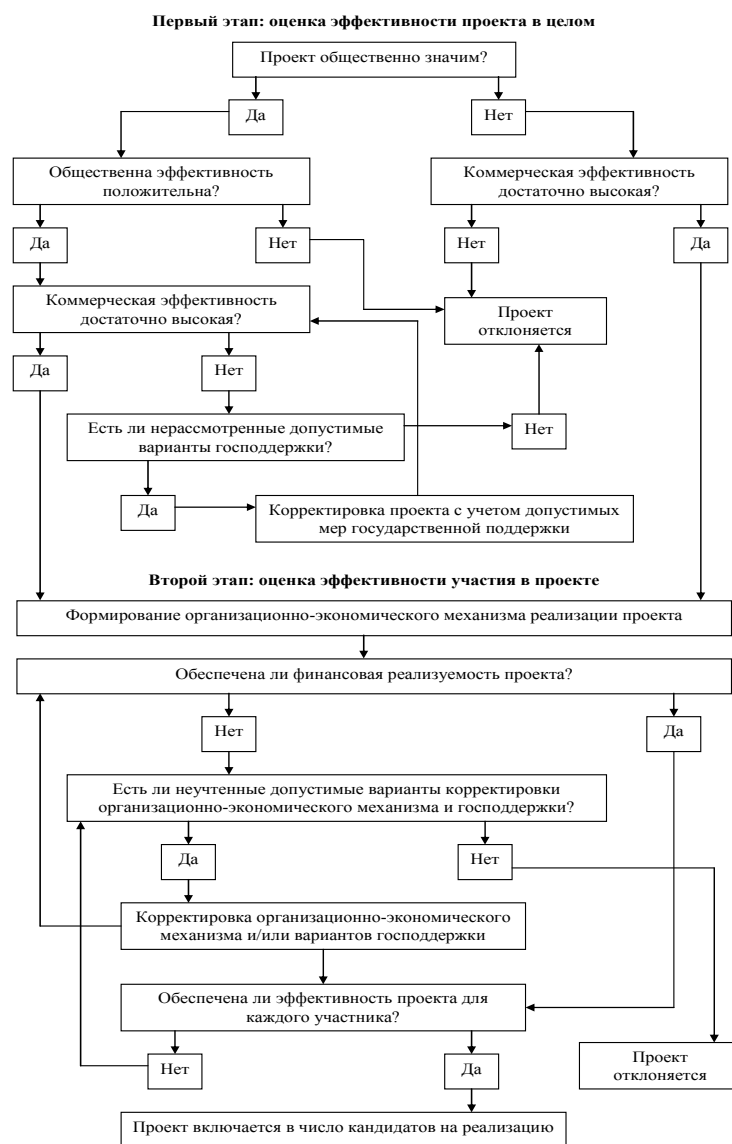 Первый этап: оценка эффективности проекта в целом
Проект общественно значим?
Да
Нет
Общественна эффективность
положительна?
Коммерческая эффективность
достаточно высокая?
Да
Нет
Нет
Да
Коммерческая эффективность
достаточно высокая?
Проект
отклоняется
Да
Нет
Есть ли нерассмотренные допустимые
варианты господдержки?
Нет
Да
Корректировка проекта с учетом допустимых
мер государственной поддержки
Второй этап: оценка эффективности участия в проекте
Формирование организационно-экономического механизма реализации проекта
Обеспечена ли финансовая реализуемость проекта?
Нет
Да
Есть ли неучтенные допустимые варианты корректировки
организационно-экономического механизма и господдержки?
Да
Нет
Корректировка организационно-экономического
механизма и/или вариантов господдержки
Обеспечена ли эффективность проекта для
каждого участника?
Нет
Да
Проект
отклоняется
Проект включается в число кандидатов на реализацию